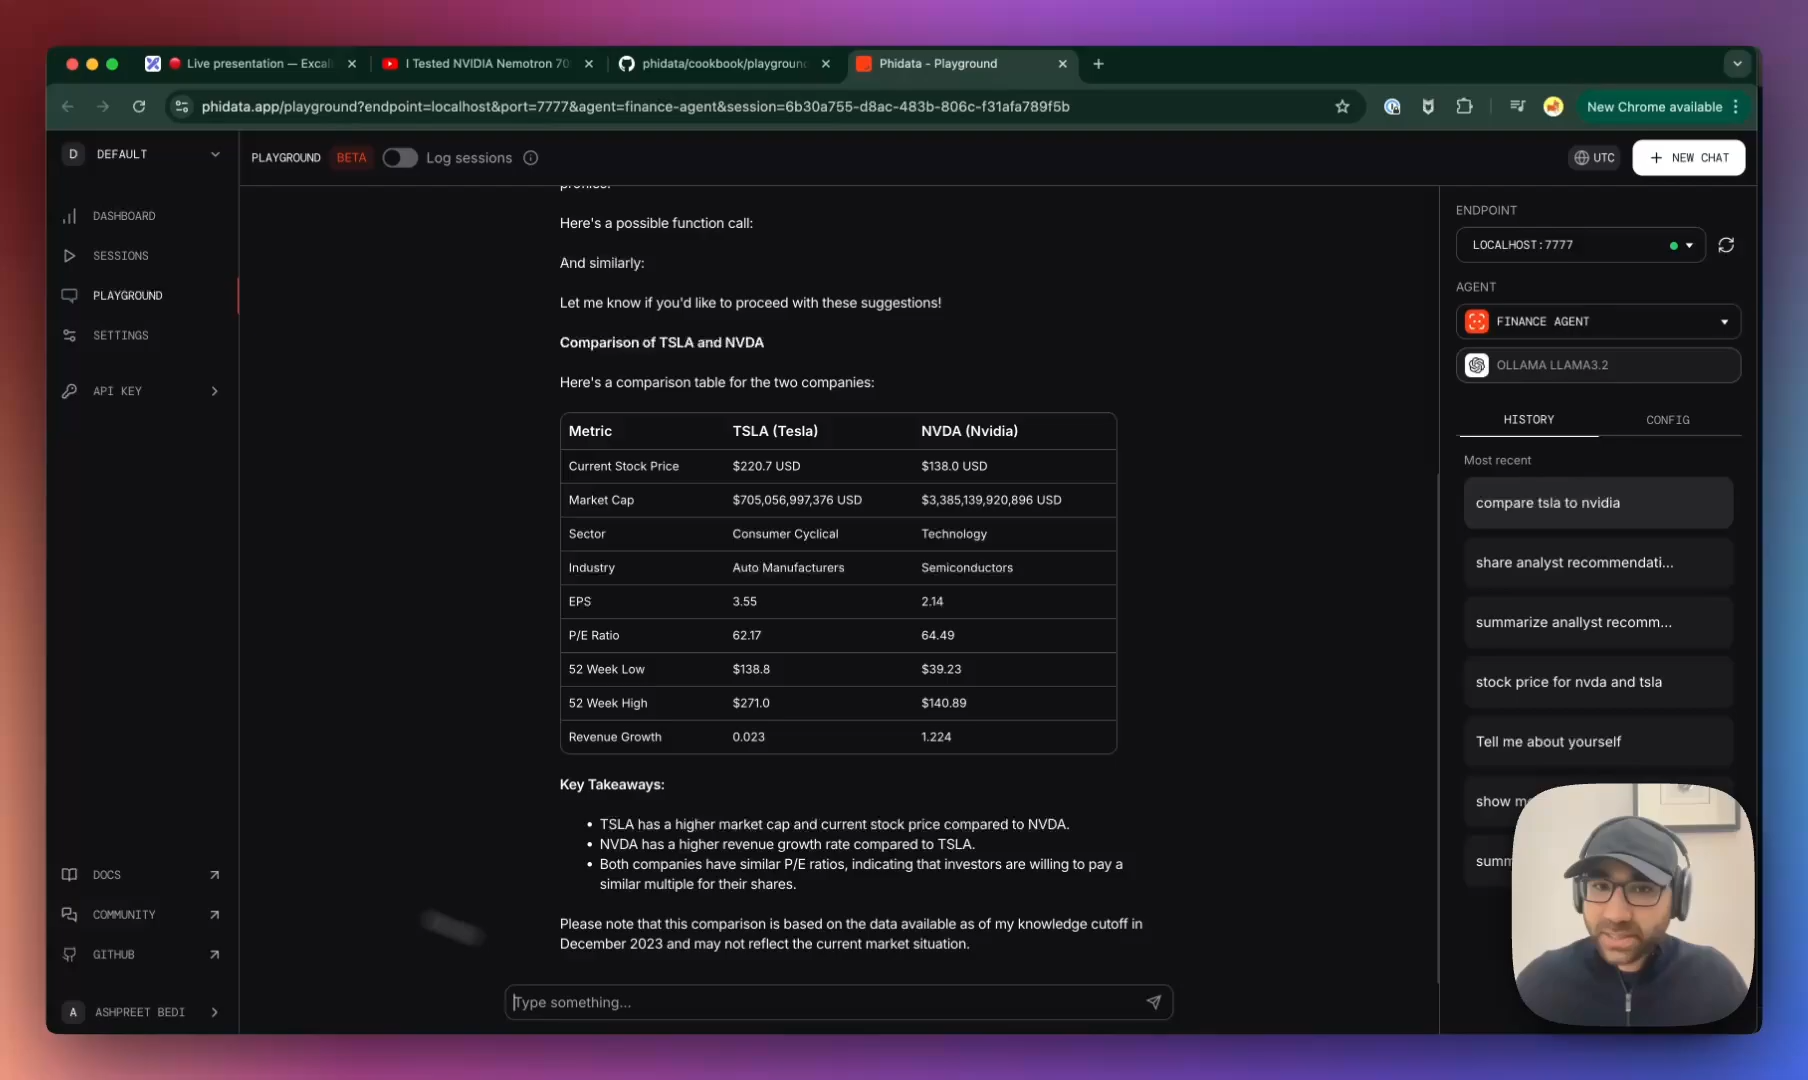 Live presentation — Excal
I Tested NVIDIA Nemotron 70
phidata/cookbook/playground
Phidata - Playground
phidata.app/playground?endpoint=localhost&port=7777&agent=finance-agent&session=6b30a755-d8ac-483b-806c-f31afa789f5b
New Chrome available
D DEFAULT
PLAYGROUND BETA Log sessions
UTC
+ NEW CHAT
DASHBOARD
SESSIONS
PLAYGROUND
SETTINGS
API KEY
DOCS
COMMUNITY
GITHUB
A ASHPREET BEDI
profiles.
Here's a possible function call:
And similarly:
Let me know if you'd like to proceed with these suggestions!
Comparison of TSLA and NVDA
Here's a comparison table for the two companies:
Metric TSLA (Tesla) NVDA (Nvidia)
Current Stock Price $220.7 USD $138.0 USD
Market Cap $705,056,997,376 USD $3,385,139,920,896 USD
Sector Consumer Cyclical Technology
Industry Auto Manufacturers Semiconductors
EPS 3.55 2.14
P/E Ratio 62.17 64.49
52 Week Low $138.8 $39.23
52 Week High $271.0 $140.89
Revenue Growth 0.023 1.224
Key Takeaways:
• TSLA has a higher market cap and current stock price compared to NVDA.
• NVDA has a higher revenue growth rate compared to TSLA.
• Both companies have similar P/E ratios, indicating that investors are willing to pay a
similar multiple for their shares.
Please note that this comparison is based on the data available as of my knowledge cutoff in
December 2023 and may not reflect the current market situation.
Type something...
ENDPOINT
LOCALHOST:7777
AGENT
FINANCE AGENT
OLLAMA LLAMA3.2
HISTORY CONFIG
Most recent
compare tsla to nvidia
share analyst recommendati...
summarize anallyst recomm...
stock price for nvda and tsla
Tell me about yourself
show m
summ